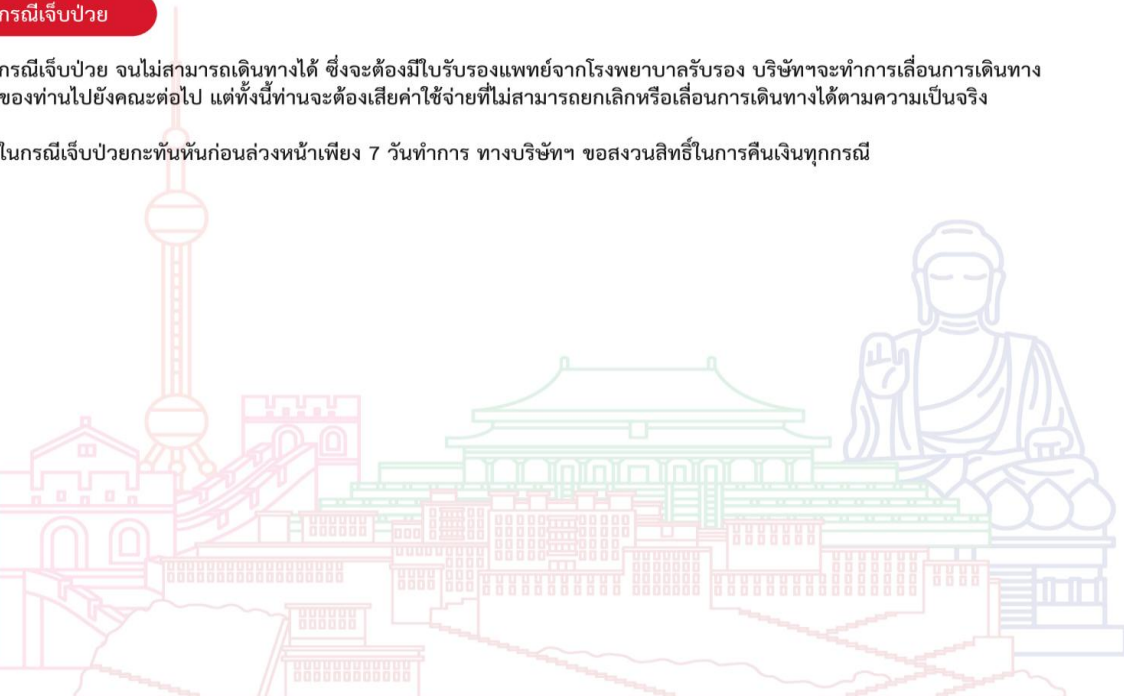 กรณีเจ็บป่วย
กรณีเจ็บป่วย จนไม่สามารถเดินทางได้ ซึ่งจะต้องมีใบรับรองแพทย์จากโรงพยาบาลรับรอง บริษัทฯจะทำการเลื่อนการเดินทาง
ของท่านไปยังคณะต่อไป แต่ทั้งนี้ท่านจะต้องเสียค่าใช้จ่ายที่ไม่สามารถยกเลิกหรือเลื่อนการเดินทางได้ตามความเป็นจริง
ในกรณีเจ็บป่วยกะทันหันก่อนล่วงหน้าเพียง 7 วันทำการ ทางบริษัทฯ ขอสงวนสิทธิ์ในการคืนเงินทุกกรณี